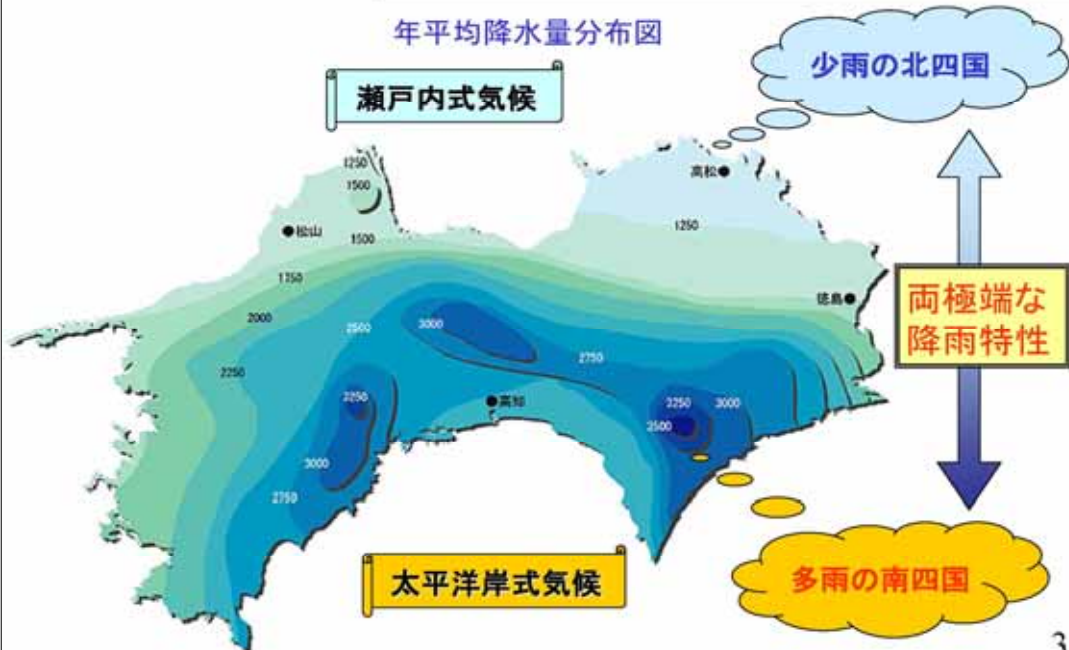 年平均降水量分布図
少雨の北四国
瀬戸内式気候
1250
1500
高松
1250
松山
1500
1750
徳島
両極端な
降雨特性
2000
2500
3000
2750
2250
3250
高知
3250
3000
2500
3000
2750
太平洋岸式気候
多雨の南四国
3